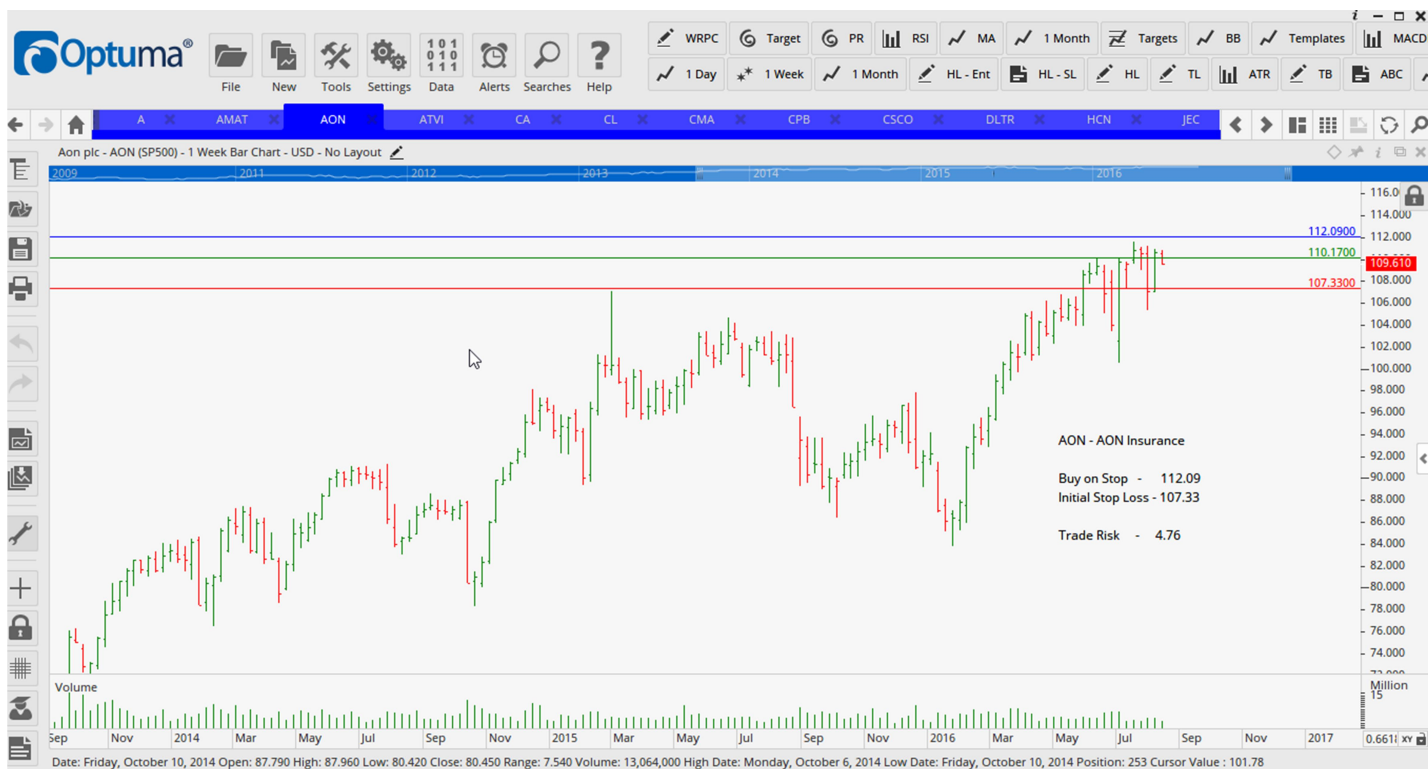 i
Optuma®
File New Tools Settings Data Alerts Searches Help
101
010
111
WRPC Target PR RSI MA 1 Month Targets BB Templates MACD
1 Day 1 Week 1 Month HL - Ent HL - SL HL TL ATR TB ABC
A AMAT AON ATVI CA CL CMA CPB CSCO DLTR HCN JEC
Aon plc - AON (SP500) - 1 Week Bar Chart - USD - No Layout
2009 2011 2012 2013 2014 2015 2016
116.0
114.000
112.0900 112.000
110.1700
109.610
107.3300 108.000
106.000
104.000
102.000
100.000
98.000
96.000
94.000
92.000
90.000
88.000
86.000
84.000
82.000
80.000
78.000
76.000
74.000
AON - AON Insurance
Buy on Stop - 112.09
Initial Stop Loss - 107.33
Trade Risk - 4.76
Volume Million
15
Sep Nov 2014 Mar May Jul Sep Nov 2015 Mar May Jul Sep Nov 2016 Mar May Jul Sep Nov 2017 0.661 XY
Date: Friday, October 10, 2014 Open: 87.790 High: 87.960 Low: 80.420 Close: 80.450 Range: 7.540 Volume: 13,064,000 High Date: Monday, October 6, 2014 Low Date: Friday, October 10, 2014 Position: 253 Cursor Value : 101.78